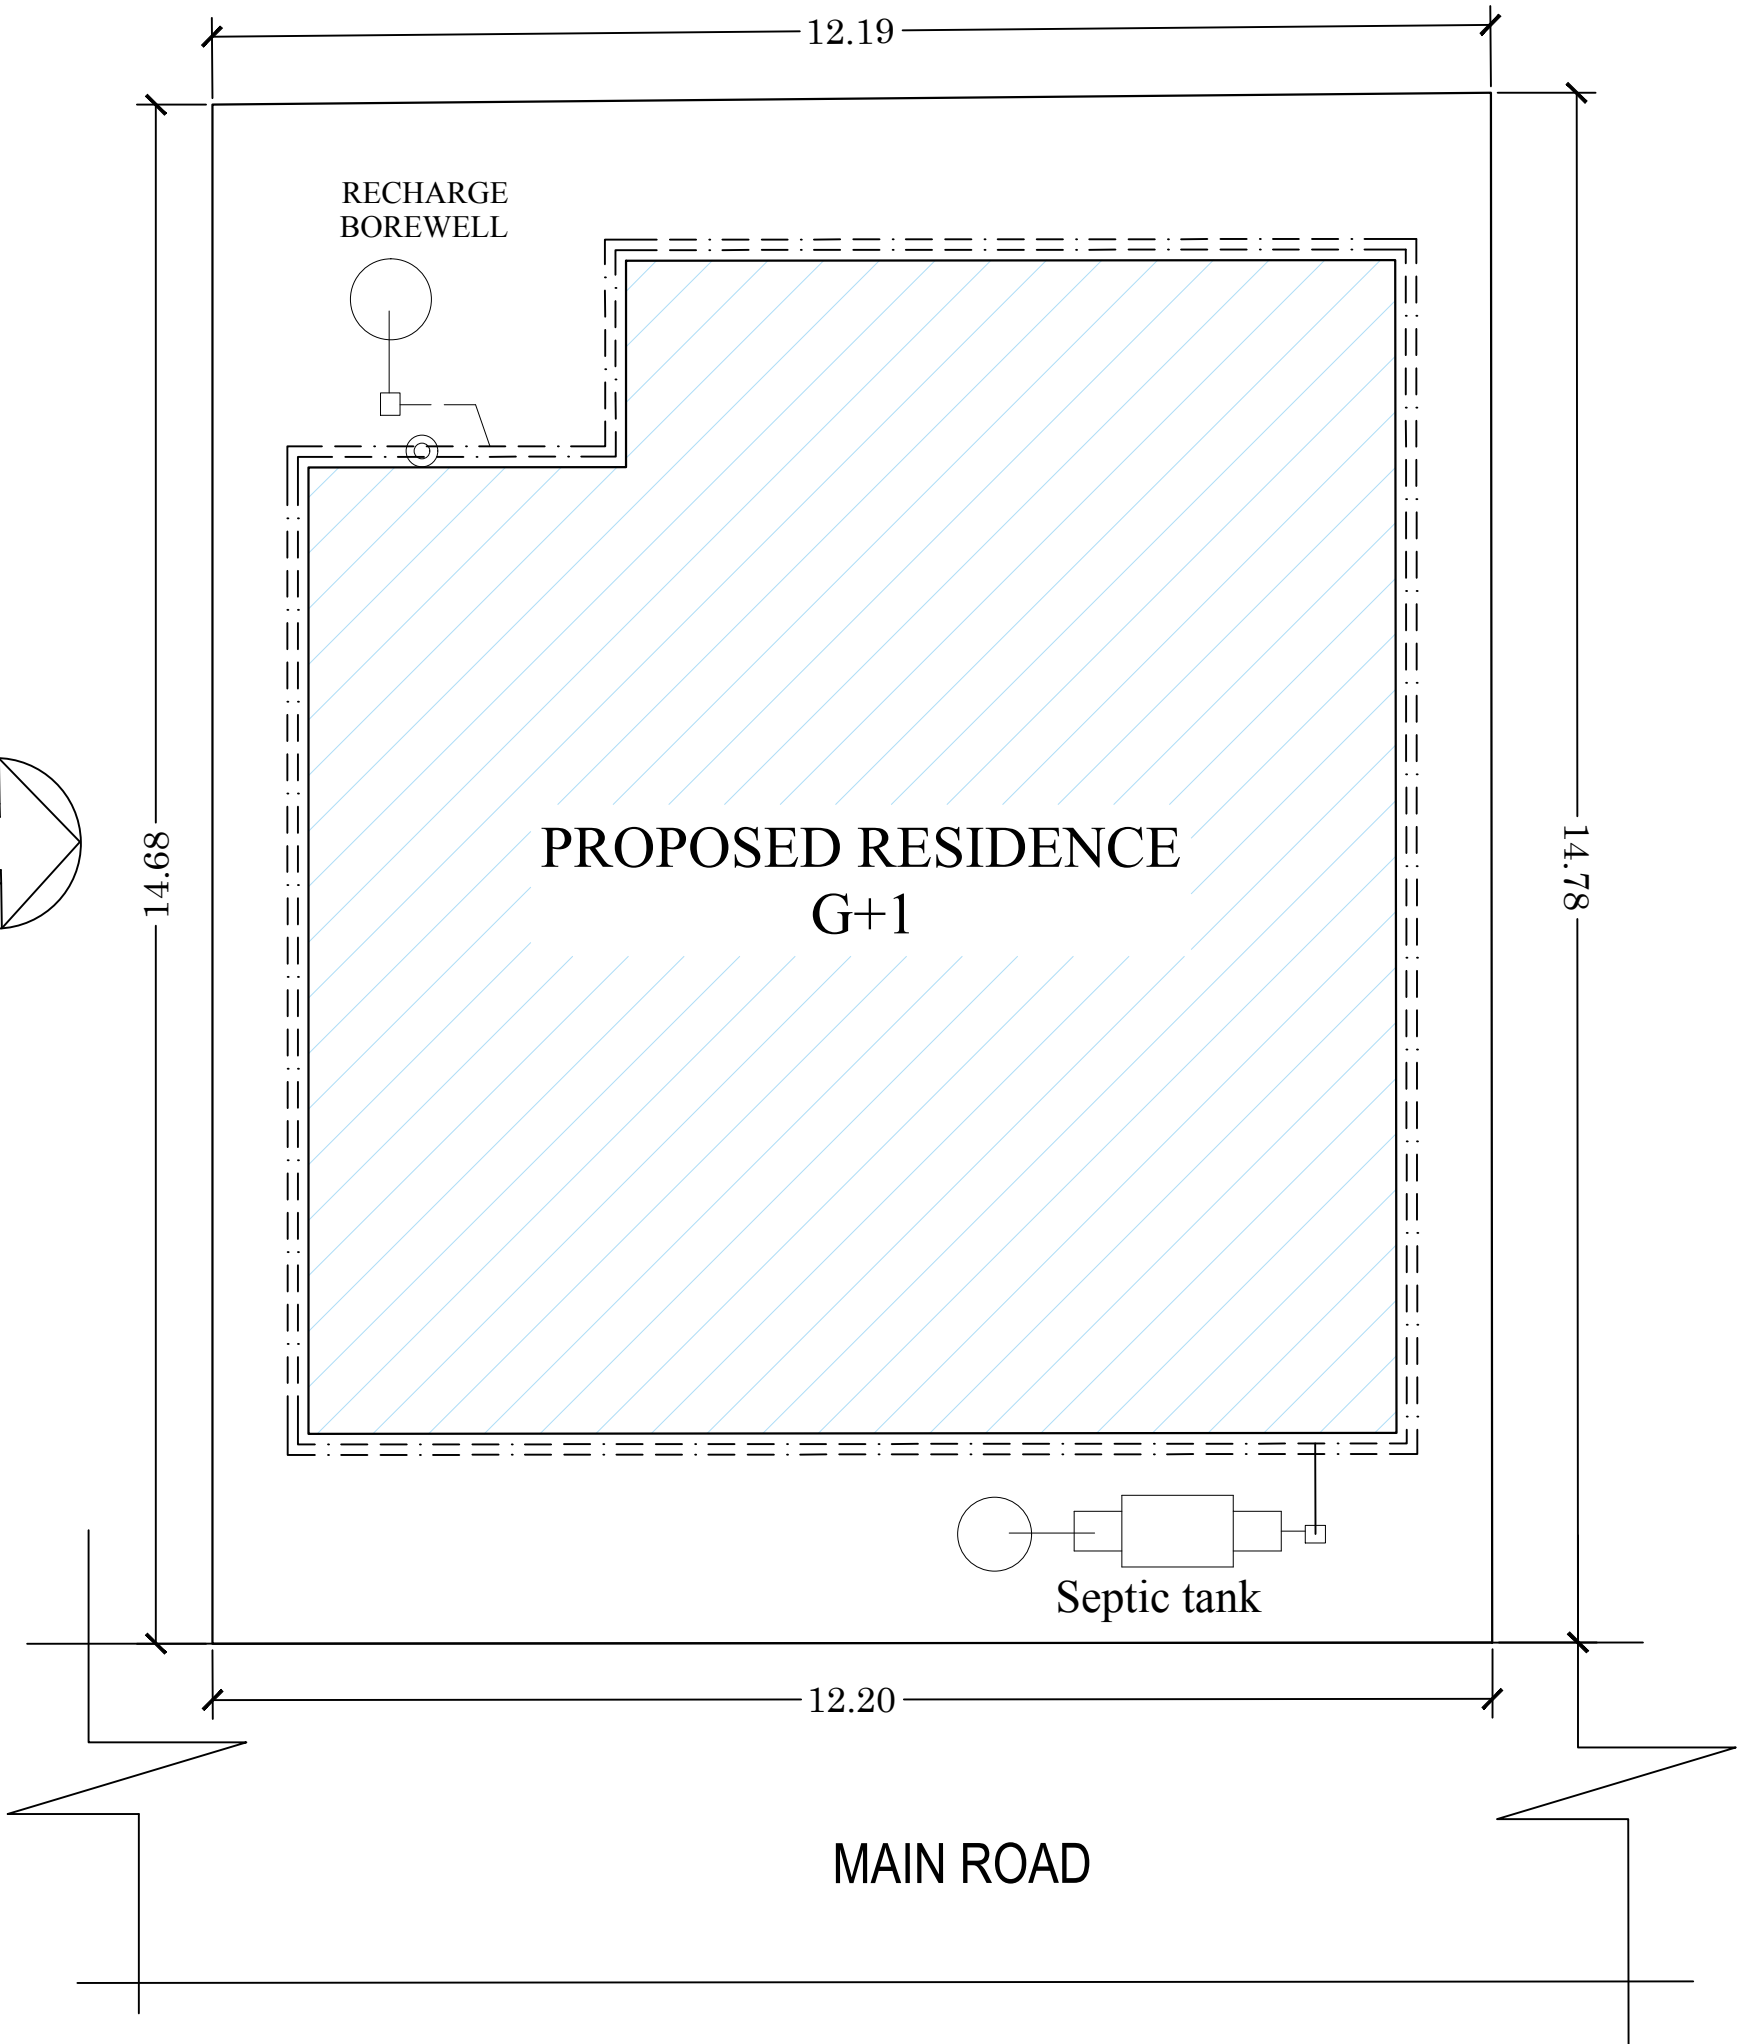 12.19
RECHARGE
BOREWELL
PROPOSED RESIDENCE
G+1
14.68
14.78
Septic tank
12.20
MAIN ROAD